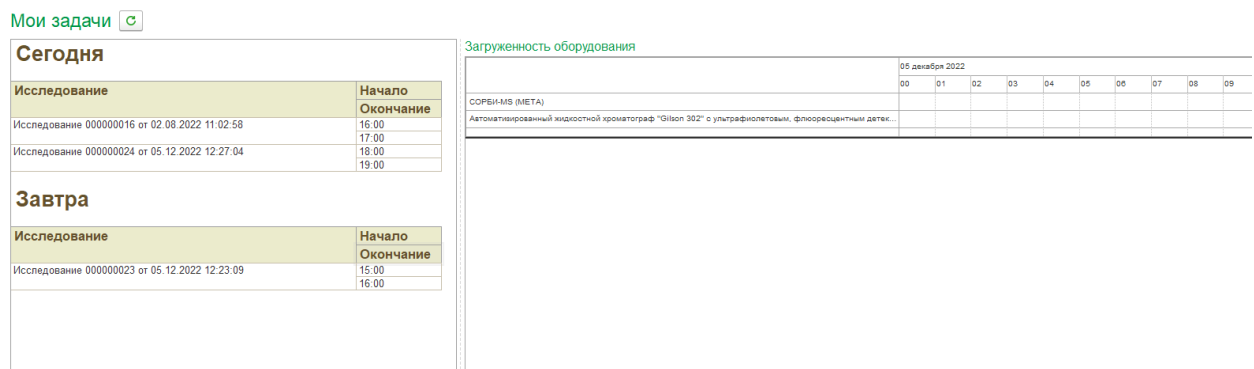 Мои задачи
Сегодня
Исследование Начало
Окончание
Исследование 000000016 от 02.08.2022 11:02:58 16:00
17:00
Исследование 000000024 от 05.12.2022 12:27:04 18:00
19:00
Завтра
Исследование Начало
Окончание
Исследование 000000023 от 05.12.2022 12:23:09 15:00
16:00
Загруженность оборудования
05 декабря 2022
00 01 02 03 04 05 06 07 08 09
СОРБИ-MS (META)
Автоматизированный жидкостной хроматограф "Gilson 302" с ультрафиолетовым, флюоресцентным детек...